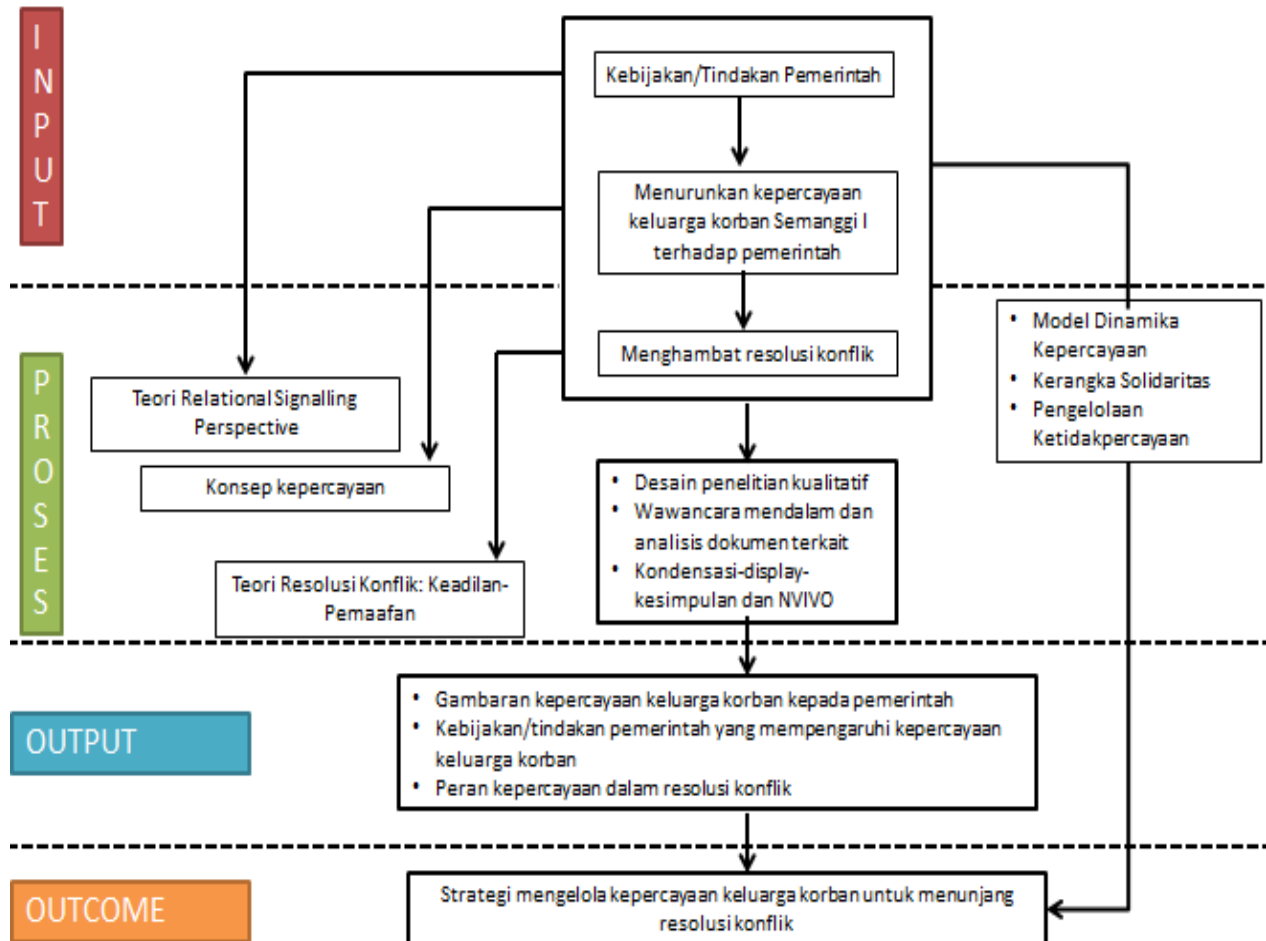 INPUT
Kebijakan/Tindakan Pemerintah
Menurunkan kepercayaan
keluarga korban Semanggi I
terhadap pemerintah
Menghambat resolusi konflik
PROSES
Teori Relational Signalling
Perspective
Konsep kepercayaan
Teori Resolusi Konflik: Keadilan-
Pemaafan
• Desain penelitian kualitatif
• Wawancara mendalam dan
analisis dokumen terkait
• Kondensasi-display-
kesimpulan dan NVIVO
• Model Dinamika
Kepercayaan
• Kerangka Solidaritas
• Pengelolaan
Ketidakpercayaan
OUTPUT
• Gambaran kepercayaan keluarga korban kepada pemerintah
• Kebijakan/tindakan pemerintah yang mempengaruhi kepercayaan
keluarga korban
• Peran kepercayaan dalam resolusi konflik
OUTCOME
Strategi mengelola kepercayaan keluarga korban untuk menunjang
resolusi konflik